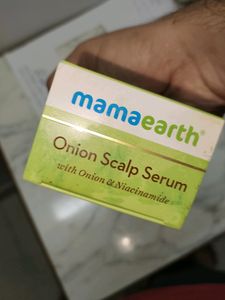 mamaearth®
Onion Scalp Serum
with Onion & Niacinamide